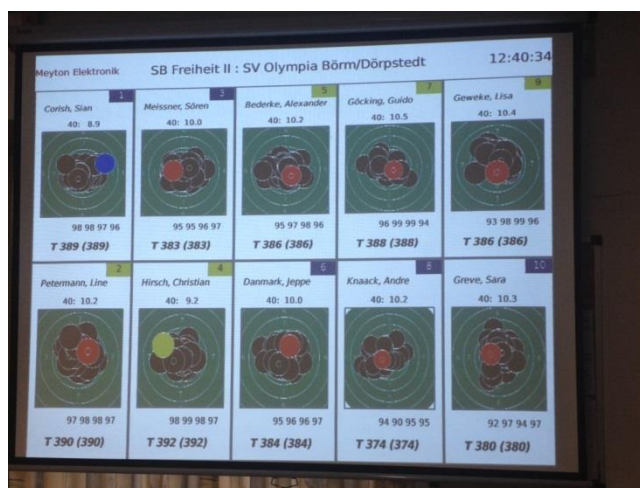 Meyton Elektronik
SB Freiheit II : SV Olympia Börm/Dörpstedt
12:40:34
1
Corish, Sian
40: 8.9
98 98 97 96
T 389 (389)
3
Meissner, Sören
40: 10.0
95 95 96 97
T 383 (383)
5
Bederke, Alexander
40: 10.2
95 97 98 96
T 386 (386)
7
Göcking, Guido
40: 10.5
96 99 99 94
T 388 (388)
9
Geweke, Lisa
40: 10.4
93 98 99 96
T 386 (386)
2
Petermann, Line
40: 10.2
97 98 98 97
T 390 (390)
4
Hirsch, Christian
40: 9.2
98 99 98 97
T 392 (392)
6
Danmark, Jeppe
40: 10.0
95 96 96 97
T 384 (384)
8
Knaack, Andre
40: 10.2
94 90 95 95
T 374 (374)
10
Greve, Sara
40: 10.3
92 97 94 97
T 380 (380)